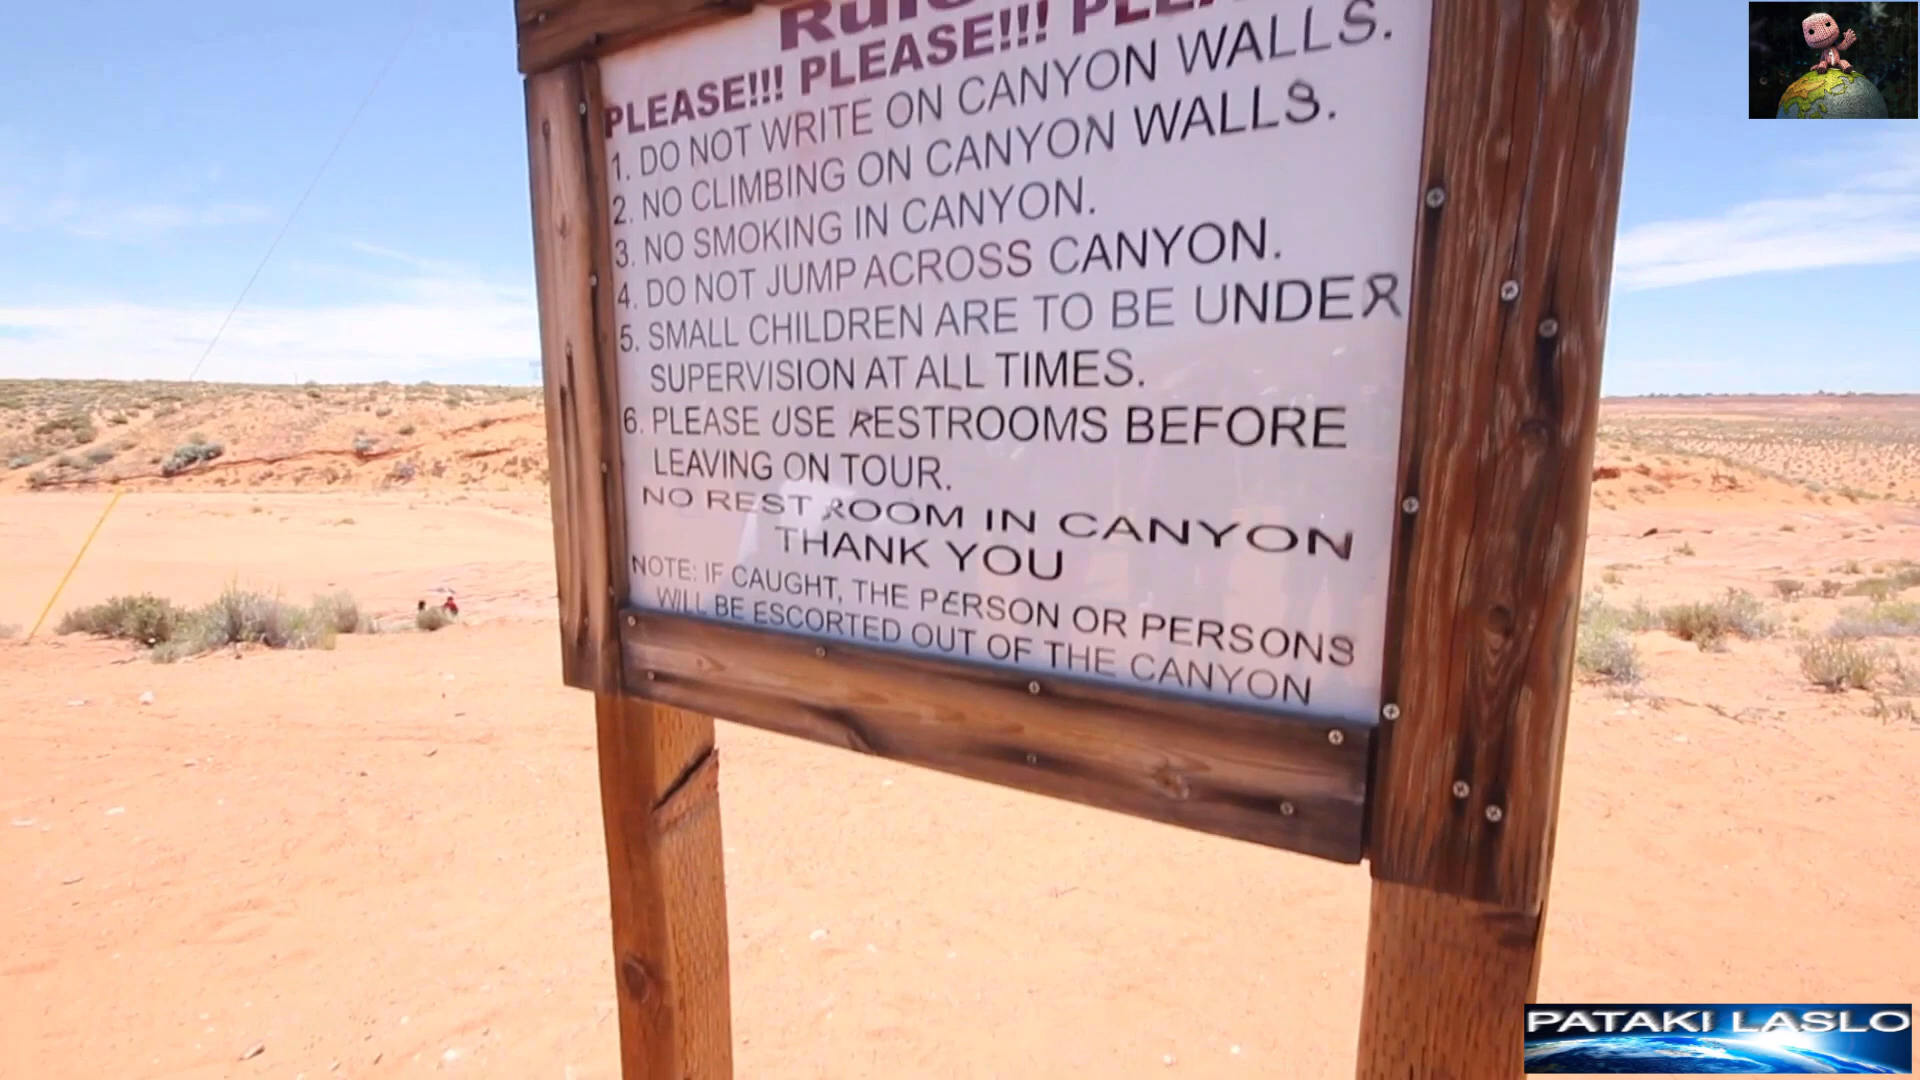 PLEASE!!! PLEASE!!!
1. DO NOT WRITE ON CANYON WALLS.
2. NO CLIMBING ON CANYON WALLS.
3. NO SMOKING IN CANYON.
4. DO NOT JUMP ACROSS CANYON.
5. SMALL CHILDREN ARE TO BE UNDER
SUPERVISION AT ALL TIMES.
6. PLEASE USE RESTROOMS BEFORE
LEAVING ON TOUR.
NO REST ROOM IN CANYON
THANK YOU
NOTE: IF CAUGHT, THE PERSON OR PERSONS
WILL BE ESCORTED OUT OF THE CANYON
PATAKI LASLO